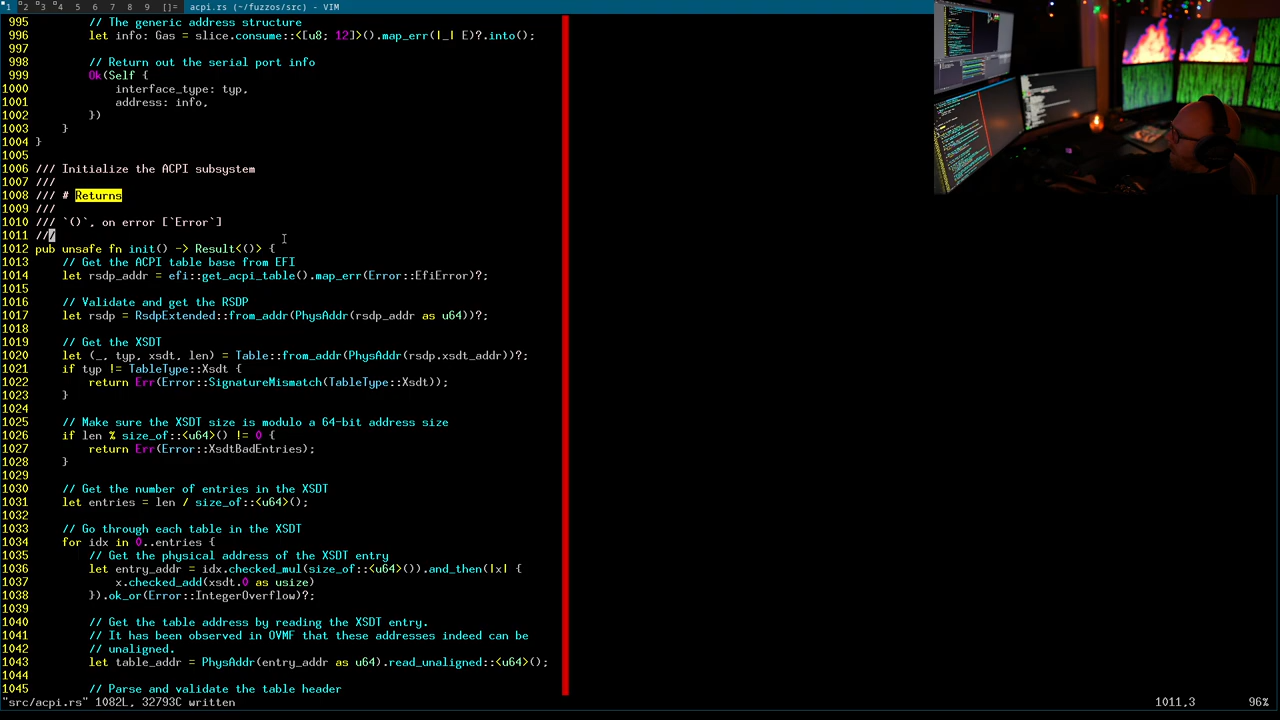 1 2 3 4 5 6 7 8 9 []= acpi.rs (~/fuzzos/src) - VIM
995         // The generic address structure
996         let info: Gas = slice.consume::<[u8; 12]>().map_err(|_| E)?.into();
997
998         // Return out the serial port info
999         Ok(Self {
1000             interface_type: typ,
1001             address: info,
1002         })
1003     }
1004 }
1005
1006 /// Initialize the ACPI subsystem
1007 ///
1008 /// # Returns
1009 ///
1010 /// `()`, on error [`Error`]
1011 ///
1012 pub unsafe fn init() -> Result<()> {
1013     // Get the ACPI table base from EFI
1014     let rsdp_addr = efi::get_acpi_table().map_err(Error::EfiError)?;
1015
1016     // Validate and get the RSDP
1017     let rsdp = RsdpExtended::from_addr(PhysAddr(rsdp_addr as u64))?;
1018
1019     // Get the XSDT
1020     let (_, typ, xsdt, len) = Table::from_addr(PhysAddr(rsdp.xsdt_addr))?;
1021     if typ != TableType::Xsdt {
1022         return Err(Error::SignatureMismatch(TableType::Xsdt));
1023     }
1024
1025     // Make sure the XSDT size is modulo a 64-bit address size
1026     if len % size_of::<u64>() != 0 {
1027         return Err(Error::XsdtBadEntries);
1028     }
1029
1030     // Get the number of entries in the XSDT
1031     let entries = len / size_of::<u64>();
1032
1033     // Go through each table in the XSDT
1034     for idx in 0..entries {
1035         // Get the physical address of the XSDT entry
1036         let entry_addr = idx.checked_mul(size_of::<u64>()).and_then(|x| {
1037             x.checked_add(xsdt.0 as usize)
1038         }).ok_or(Error::IntegerOverflow)?;
1039
1040         // Get the table address by reading the XSDT entry.
1041         // It has been observed in OVMF that these addresses indeed can be
1042         // unaligned.
1043         let table_addr = PhysAddr(entry_addr as u64).read_unaligned::<u64>();
1044
1045         // Parse and validate the table header
"src/acpi.rs" 1082L, 32793C written 1011,3 96%